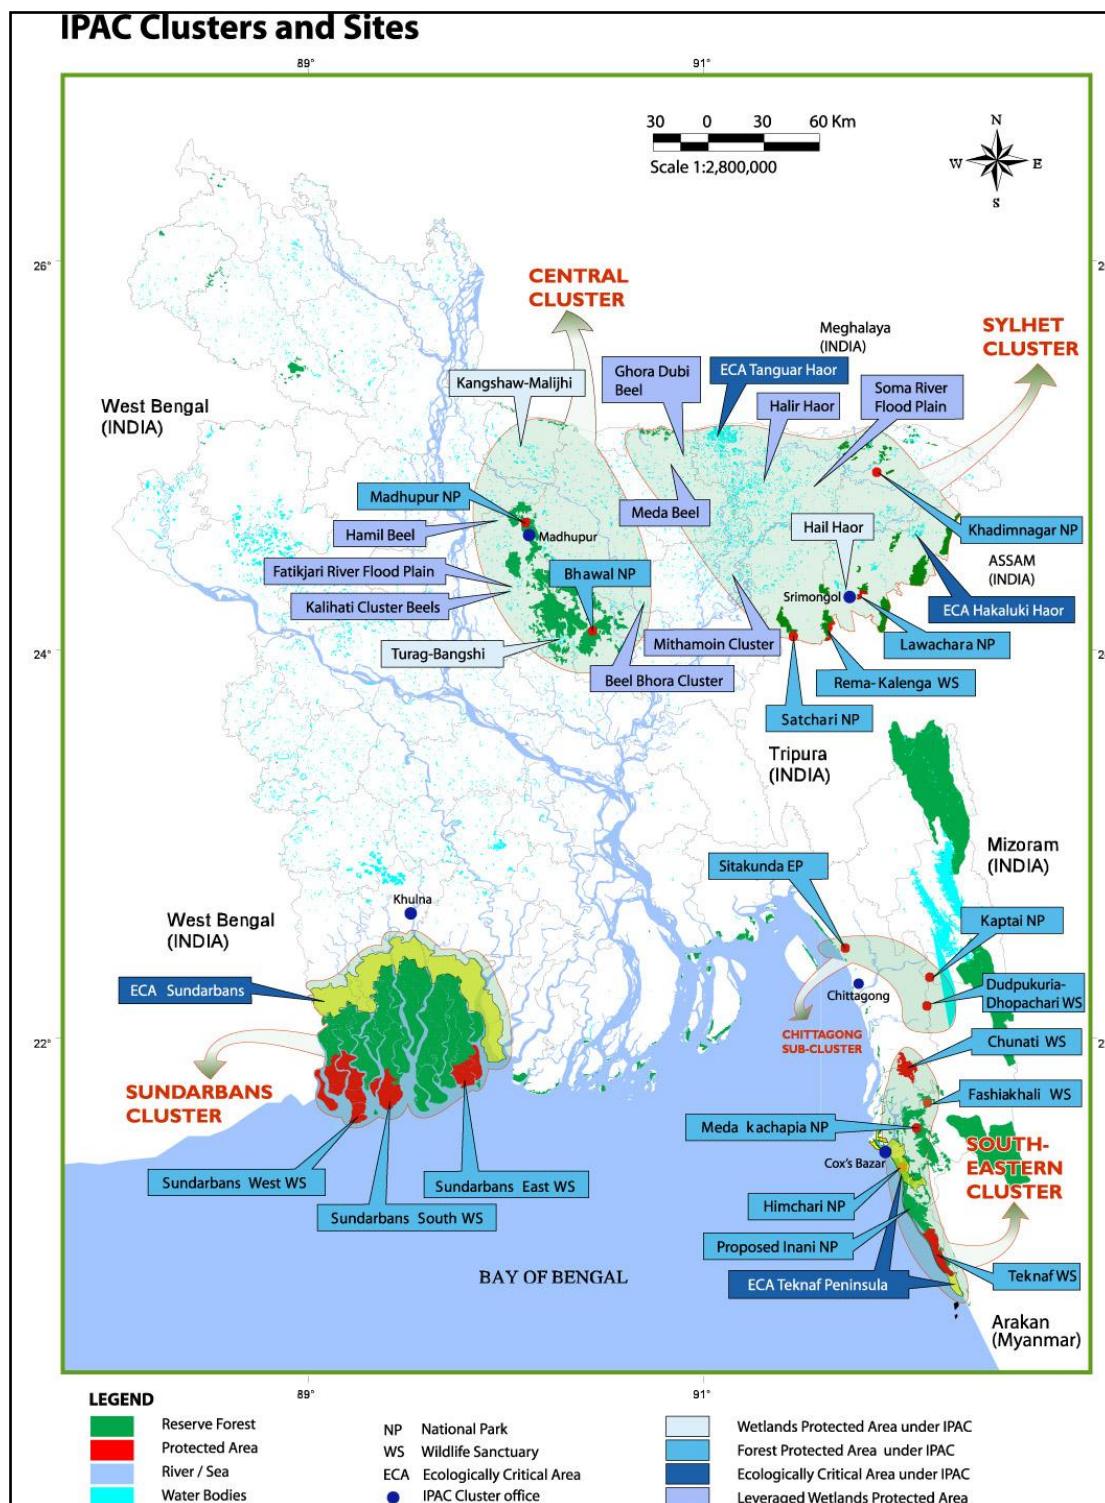 IPAC Clusters and Sites
89°
91°
30 0 30 60 Km
Scale 1:2,800,000
N
W
E
S
26°
CENTRAL
CLUSTER
Meghalaya
(INDIA)
SYLHET
CLUSTER
Ghora Dubi
Beel
ECA Tanguar Haor
Kangshaw-Malijhi
Halir Haor
Soma River
Flood Plain
West Bengal
(INDIA)
Madhupur NP
Meda Beel
Hail Haor
Khadimnagar NP
Hamil Beel
Madhupur
ASSAM
(INDIA)
Fatikjari River Flood Plain
Bhawal NP
Srimongol
ECA Hakaluki Haor
Kalihati Cluster Beels
Turag-Bangshi
Mithamoin Cluster
Lawachara NP
24°
Beel Bhora Cluster
Rema-Kalenga WS
Satchari NP
Tripura
(INDIA)
Mizoram
(INDIA)
Sitakunda EP
Khulna
West Bengal
(INDIA)
Kaptai NP
ECA Sundarbans
Chittagong
Dudpukuria-
Dhopachari WS
22°
CHITTAGONG
SUB-CLUSTER
Chunati WS
SUNDARBANS
CLUSTER
Fashiakhali WS
Meda kachapia NP
SOUTH-
EASTERN
CLUSTER
Cox's Bazar
Sundarbans West WS
Sundarbans East WS
Himchari NP
Sundarbans South WS
Proposed Inani NP
BAY OF BENGAL
ECA Teknaf Peninsula
Teknaf WS
Arakan
(Myanmar)
89°
91°
LEGEND
Reserve Forest
Protected Area
River / Sea
Water Bodies
NP National Park
WS Wildlife Sanctuary
ECA Ecologically Critical Area
IPAC Cluster office
Wetlands Protected Area under IPAC
Forest Protected Area under IPAC
Ecologically Critical Area under IPAC
Leveraged Wetlands Protected Area